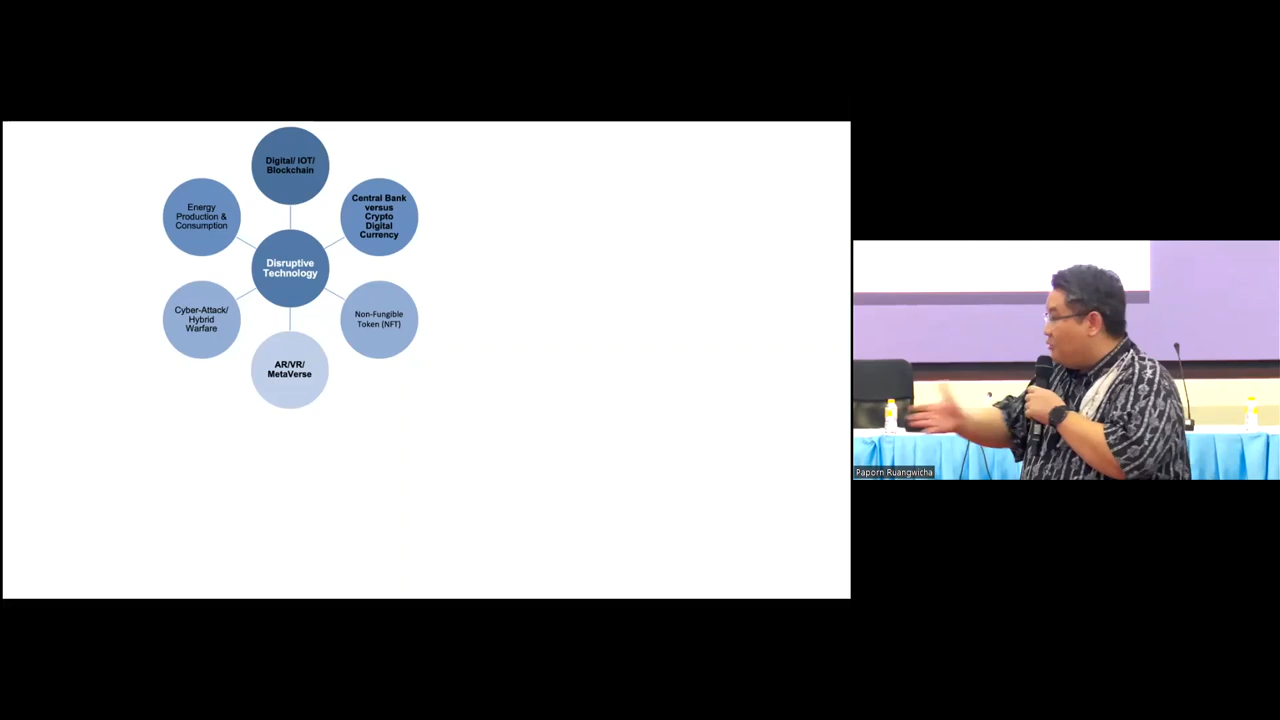 Digital/ IOT/
Blockchain
Central Bank
versus
Crypto
Digital
Currency
Non-Fungible
Token (NFT)
AR/VR/
MetaVerse
Cyber-Attack/
Hybrid
Warfare
Energy
Production &
Consumption
Disruptive
Technology
Paporn Ruangwicha